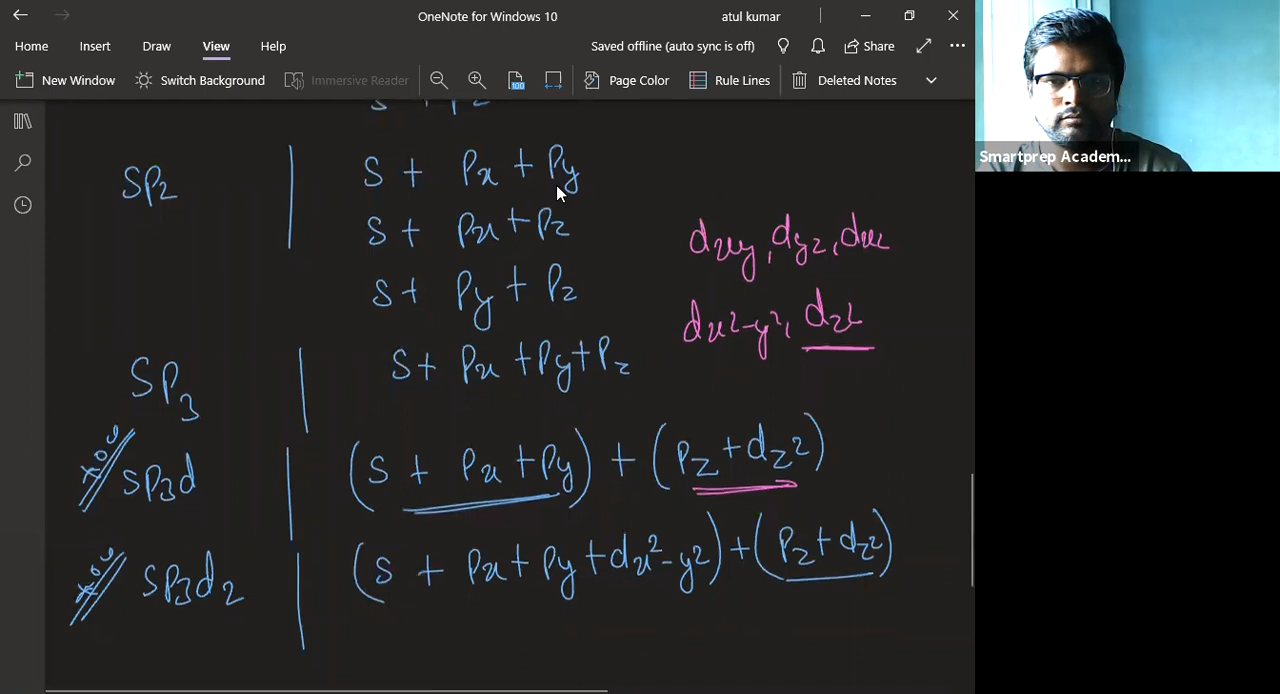 OneNote for Windows 10
atul kumar
Home Insert Draw View Help
Saved offline (auto sync is off) Share
New Window Switch Background Immersive Reader 100 Page Color Rule Lines Deleted Notes
Smartprep Academ...
S + Pz
SP2 S + Px + Py
S + Px + Pz
S + Py + Pz
dxy, dyz, dxz
dx²-y², dz²
SP3 S + Px + Py + Pz
SP3d (S + Px + Py) + (Pz + dz²)
SP3d2 (S + Px + Py + dx²-y²) + (Pz + dz²)